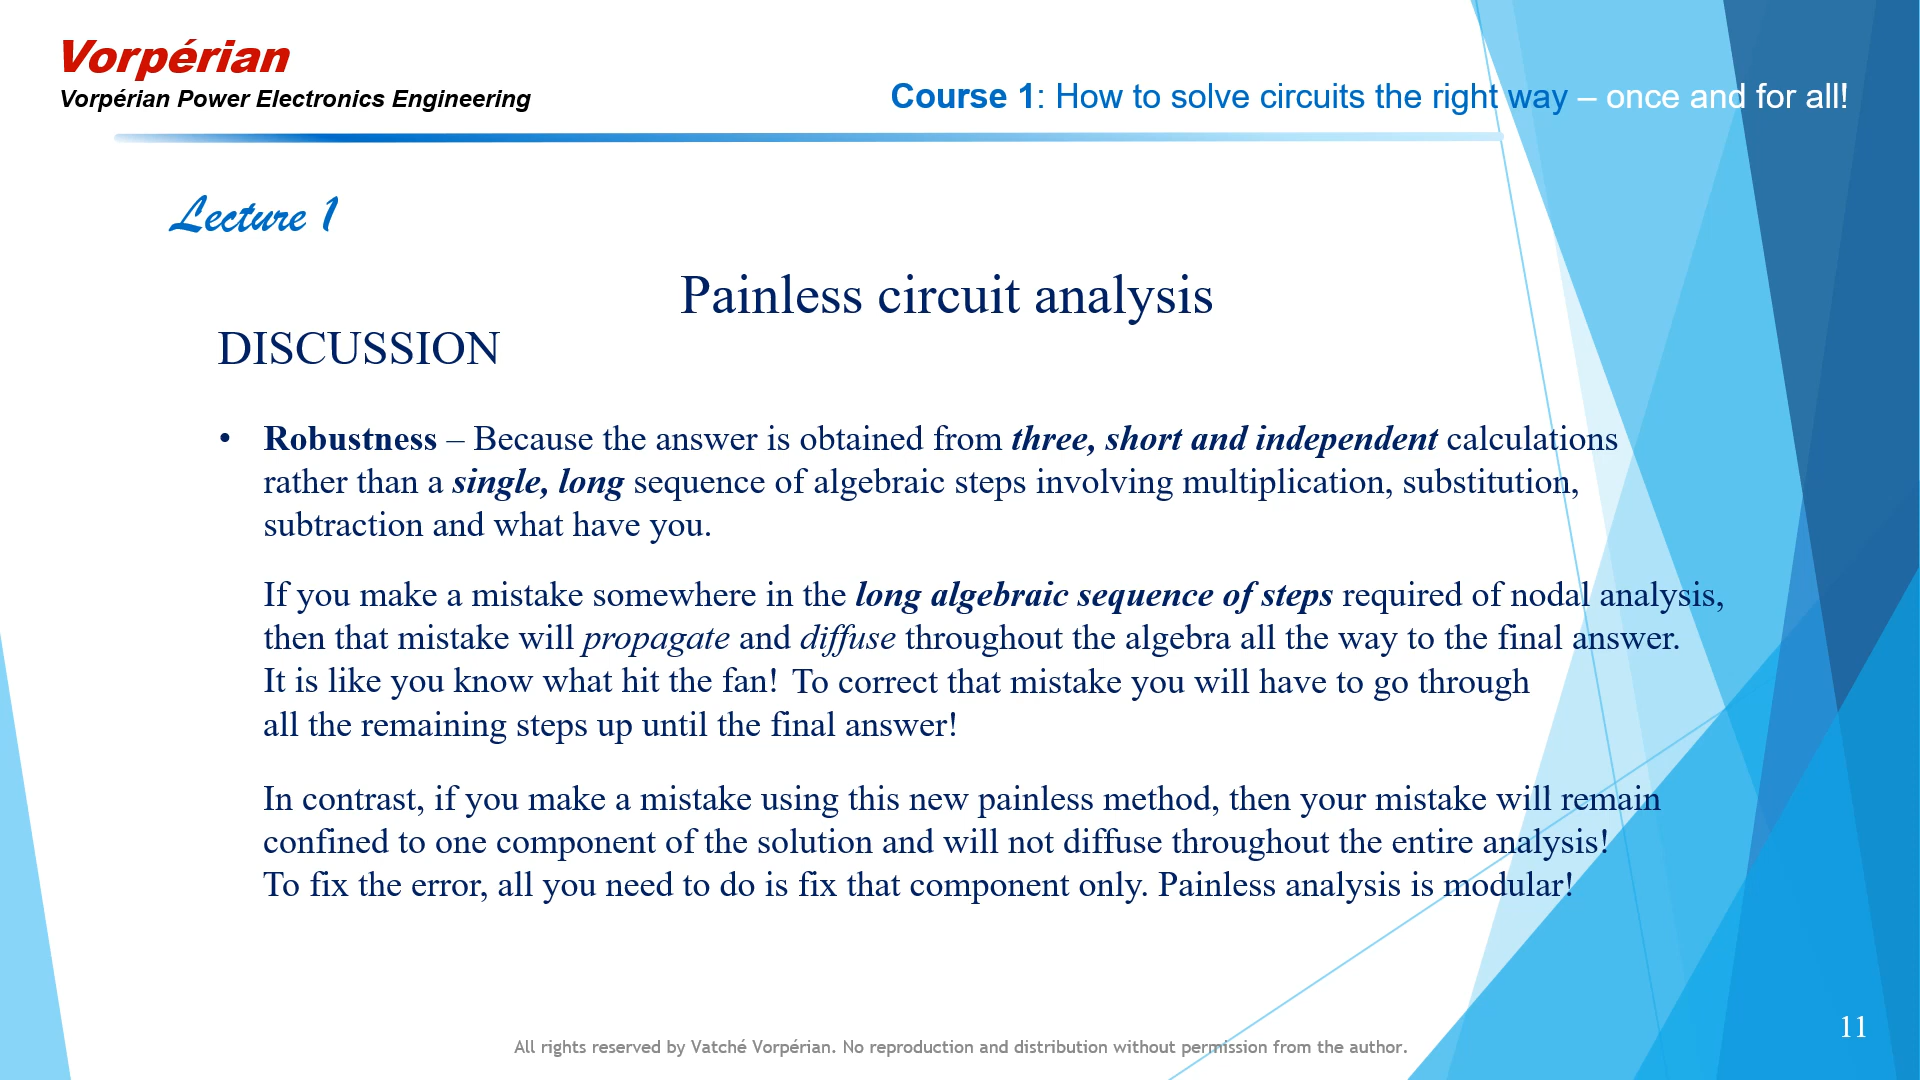 Vorpérian
Vorpérian Power Electronics Engineering
Course 1: How to solve circuits the right way – once and for all!
Lecture 1
Painless circuit analysis
DISCUSSION
• Robustness – Because the answer is obtained from three, short and independent calculations
rather than a single, long sequence of algebraic steps involving multiplication, substitution,
subtraction and what have you.
If you make a mistake somewhere in the long algebraic sequence of steps required of nodal analysis,
then that mistake will propagate and diffuse throughout the algebra all the way to the final answer.
It is like you know what hit the fan! To correct that mistake you will have to go through
all the remaining steps up until the final answer!
In contrast, if you make a mistake using this new painless method, then your mistake will remain
confined to one component of the solution and will not diffuse throughout the entire analysis!
To fix the error, all you need to do is fix that component only. Painless analysis is modular!
All rights reserved by Vatché Vorpérian. No reproduction and distribution without permission from the author.
11